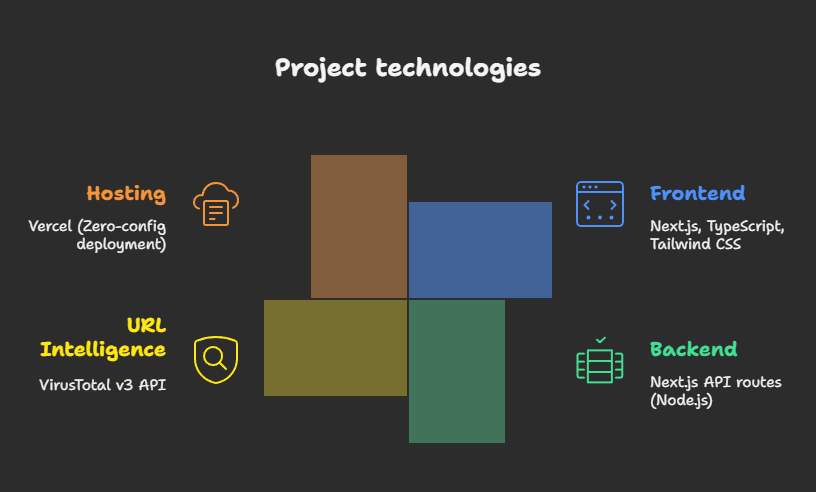 Project technologies
Hosting
Vercel (Zero-config
deployment)
Frontend
Next.js, TypeScript,
Tailwind CSS
URL
Intelligence
VirusTotal v3 API
Backend
Next.js API routes
(Node.js)